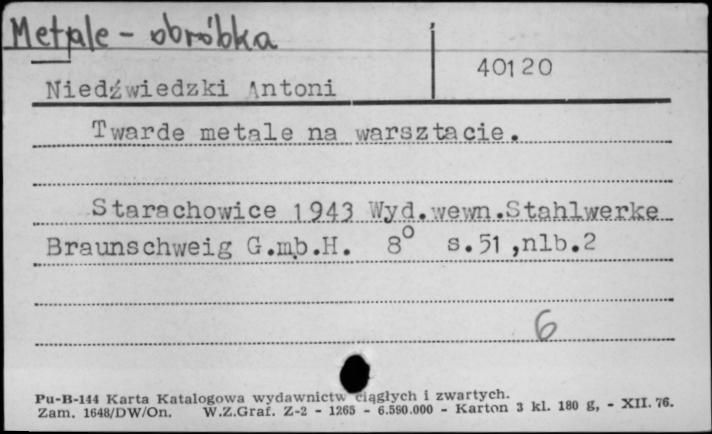 Metale - obróbka
40120
Niedźwiedzki Antoni
Twarde metale na warsztacie.
Starachowice 1943 Wyd.wewn.Stahlwerke
Braunschweig G.mb.H. 8° s.51,nlb.2
6
Pu-B-144 Karta Katalogowa wydawnictw ciągłych i zwartych.
Zam. 1648/DW/On. W.Z.Graf. Z-2 - 1265 - 6.590.000 - Karton 3 kl. 180 g, - XII. 76.